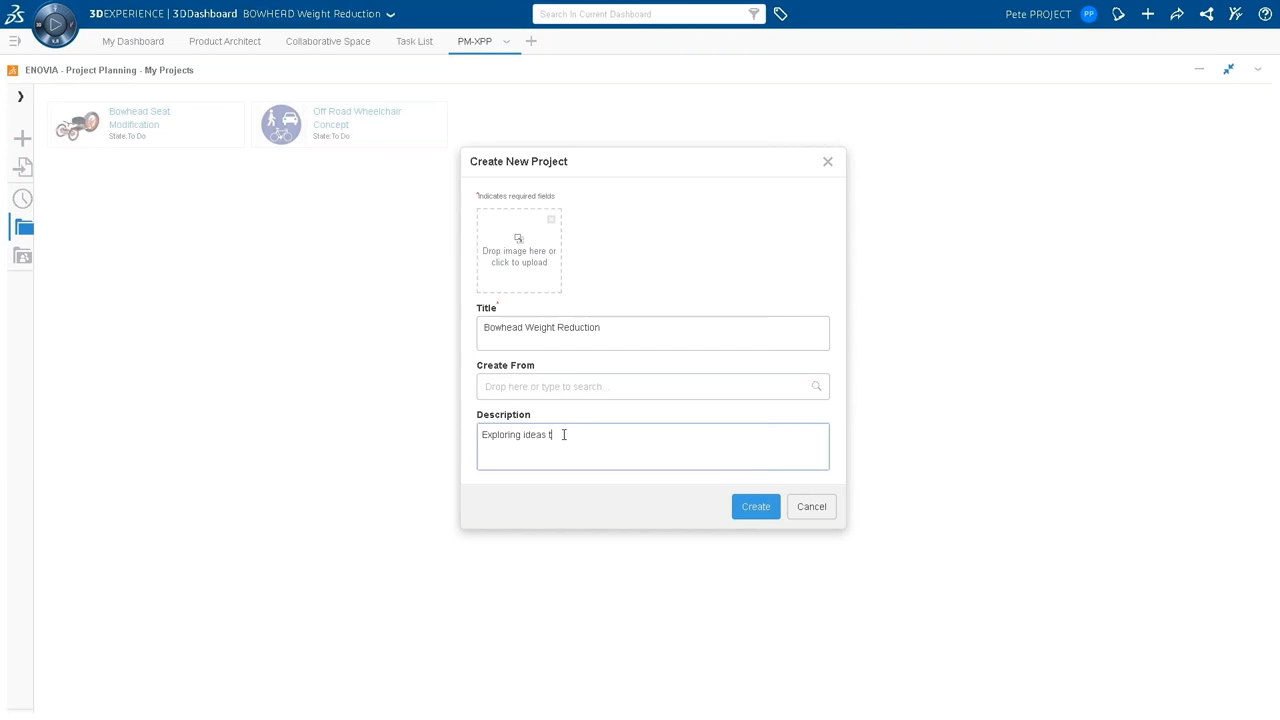 3DEXPERIENCE | 3DDashboard BOWHEAD Weight Reduction
Search In Current Dashboard
Pete PROJECT PP
My Dashboard Product Architect Collaborative Space Task List PM-XPP
ENOVIA - Project Planning - My Projects
Bowhead Seat
Modification
State:To Do
Off Road Wheelchair
Concept
State:To Do
Create New Project
*Indicates required fields
Drop image here or
click to upload
Title*
Bowhead Weight Reduction
Create From
Drop here or type to search...
Description
Exploring ideas t
Create Cancel